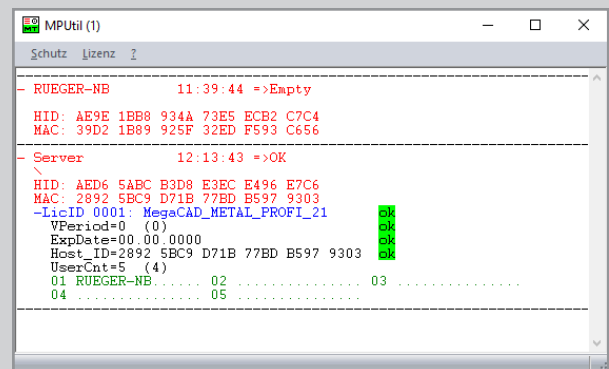 MPUtil (1)
Schutz Lizenz ?
- RUEGER-NB 11:39:44 =>Empty
HID: AE9E 1BB8 934A 73E5 ECB2 C7C4
MAC: 39D2 1B89 925F 32ED F593 C656
- Server 12:13:43 =>OK
\
HID: AED6 5ABC B3D8 E3EC E496 E7C6
MAC: 2892 5BC9 D71B 77BD B597 9303
-LicID 0001: MegaCAD_METAL_PROFI_21 ok
VPeriod=0 (0) ok
ExpDate=00.00.0000 ok
Host_ID=2892 5BC9 D71B 77BD B597 9303 ok
UserCnt=5 (4)
01 RUEGER-NB...... 02 ............... 03 ...............
04 ............... 05 ...............